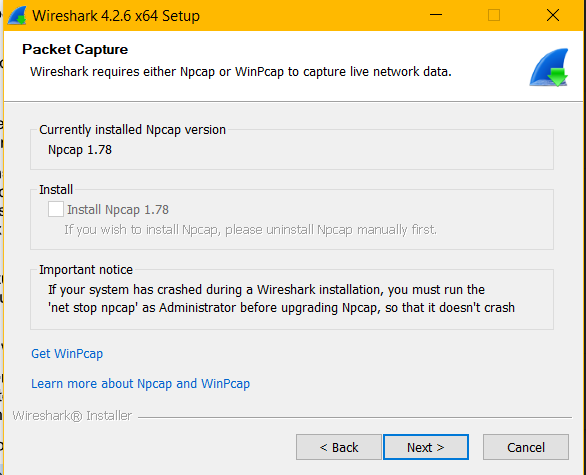 Wireshark 4.2.6 x64 Setup
Packet Capture
Wireshark requires either Npcap or WinPcap to capture live network data.
Currently installed Npcap version
Npcap 1.78
Install
Install Npcap 1.78
If you wish to install Npcap, please uninstall Npcap manually first.
Important notice
If your system has crashed during a Wireshark installation, you must run the
'net stop npcap' as Administrator before upgrading Npcap, so that it doesn't crash
Get WinPcap
Learn more about Npcap and WinPcap
Wireshark® Installer
< Back
Next >
Cancel